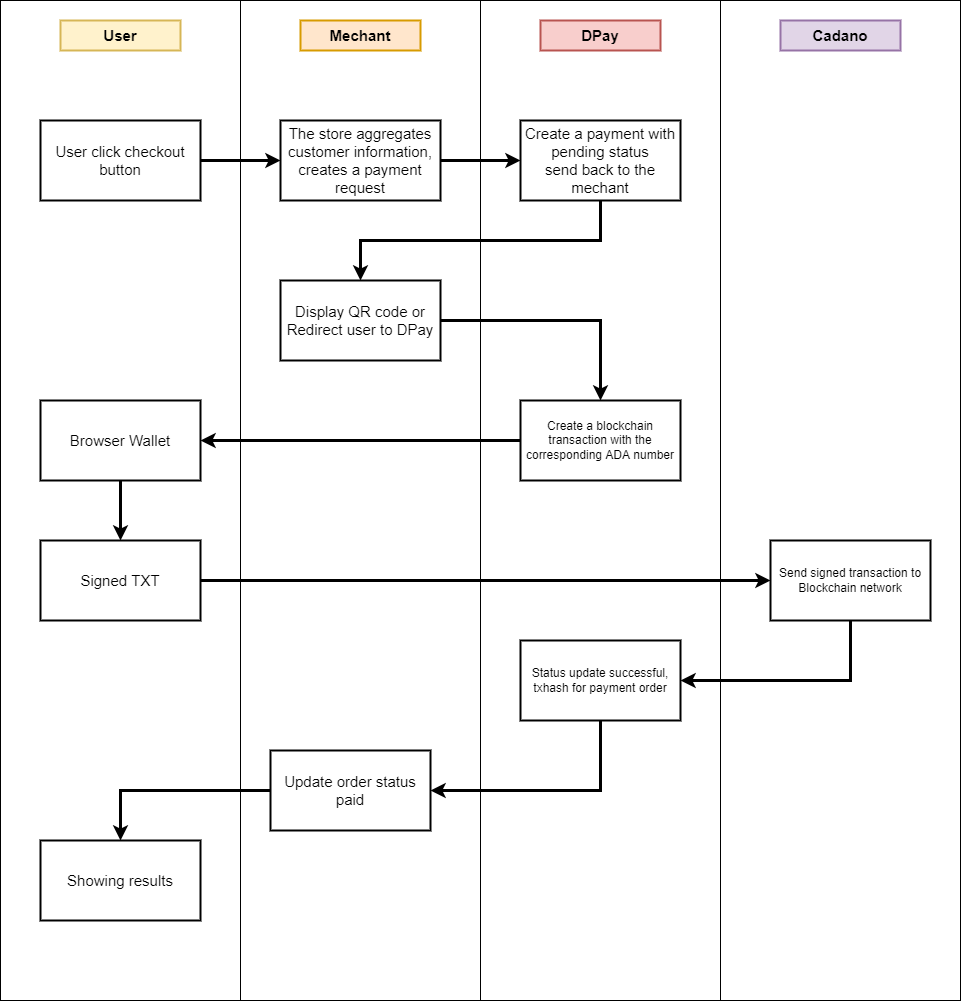 User
Mechant
DPay
Cadano
User click checkout
button
The store aggregates
customer information,
creates a payment
request
Create a payment with
pending status
send back to the
mechant
Display QR code or
Redirect user to DPay
Browser Wallet
Create a blockchain
transaction with the
corresponding ADA number
Signed TXT
Send signed transaction to
Blockchain network
Status update successful,
txhash for payment order
Update order status
paid
Showing results